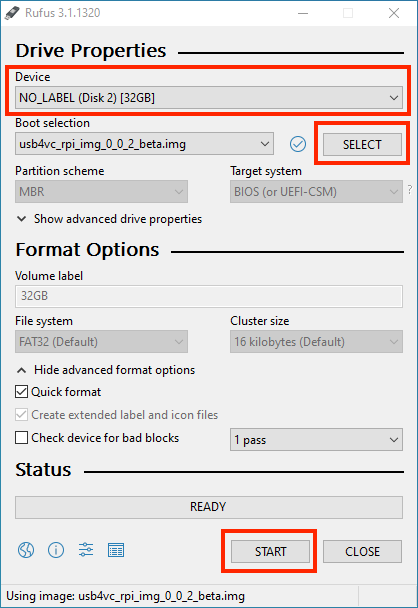 Rufus 3.1.1320
Drive Properties
Device
NO_LABEL (Disk 2) [32GB]
Boot selection
usb4vc_rpi_img_0_0_2_beta.img
SELECT
Partition scheme
Target system
MBR
BIOS (or UEFI-CSM)
?
Show advanced drive properties
Format Options
Volume label
32GB
File system
Cluster size
FAT32 (Default)
16 kilobytes (Default)
Hide advanced format options
Quick format
Create extended label and icon files
Check device for bad blocks
1 pass
Status
READY
START
CLOSE
Using image: usb4vc_rpi_img_0_0_2_beta.img